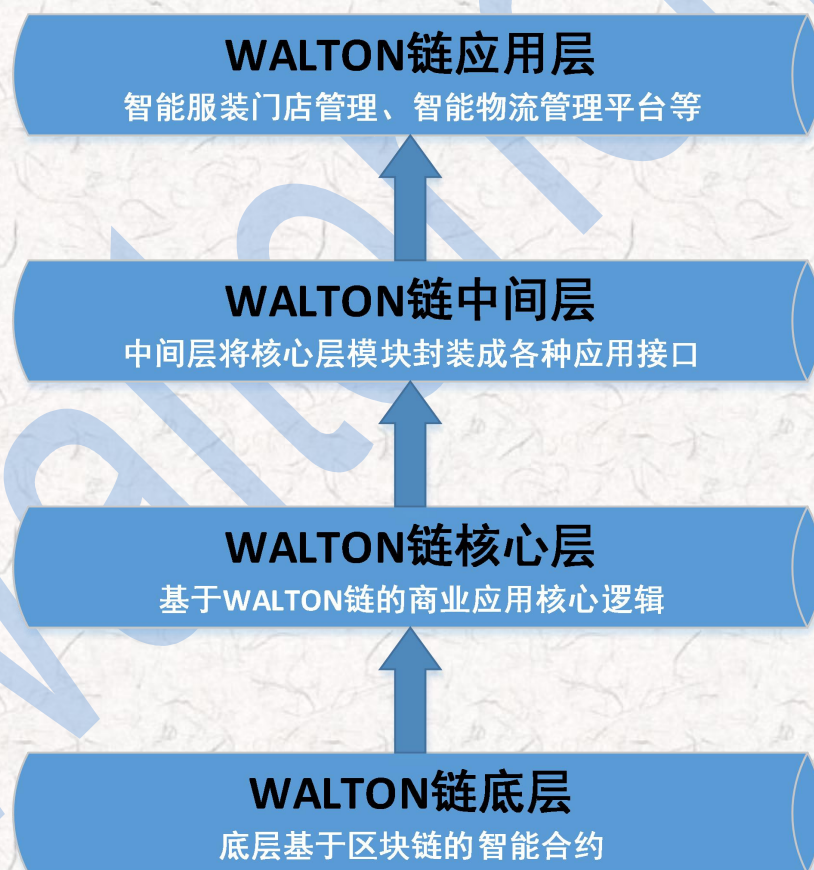 WALTON链应用层
智能服装门店管理、智能物流管理平台等
WALTON链中间层
中间层将核心层模块封装成各种应用接口
WALTON链核心层
基于WALTON链的商业应用核心逻辑
WALTON链底层
底层基于区块链的智能合约